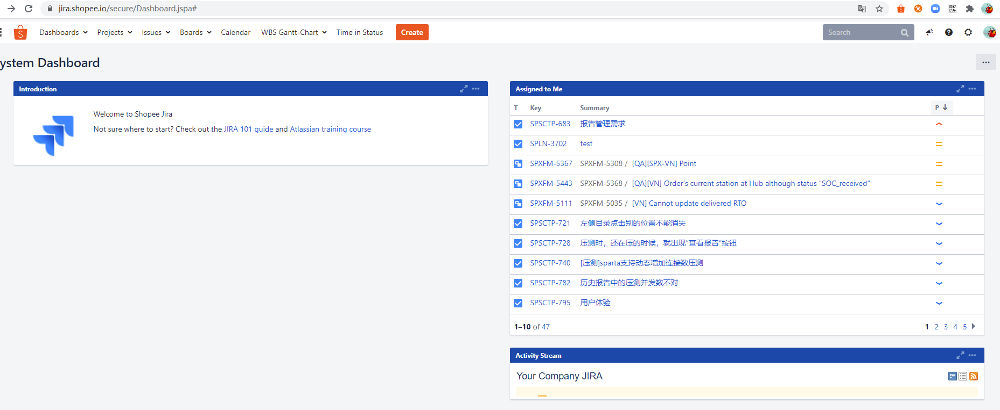 jira.shopee.io/secure/Dashboard.jspa#
Dashboards Projects Issues Boards Calendar WBS Gantt-Chart Time in Status Create Search
ystem Dashboard
Introduction
Welcome to Shopee Jira
Not sure where to start? Check out the JIRA 101 guide and Atlassian training course
Assigned to Me
T Key Summary P
SPSCTP-683 报告管理需求
SPLN-3702 test
SPXFM-5367 SPXFM-5308 / [QA][SPX-VN] Point
SPXFM-5443 SPXFM-5368 / [QA][VN] Order's current station at Hub although status "SOC_received"
SPXFM-5111 SPXFM-5035 / [VN] Cannot update delivered RTO
SPSCTP-721 左侧目录点击别的位置不能消失
SPSCTP-728 压测时，还在压的时候，就出现”查看报告“按钮
SPSCTP-740 [压测]sparta支持动态增加连接数压测
SPSCTP-782 历史报告中的压测并发数不对
SPSCTP-795 用户体验
1–10 of 47 1 2 3 4 5
Activity Stream
Your Company JIRA